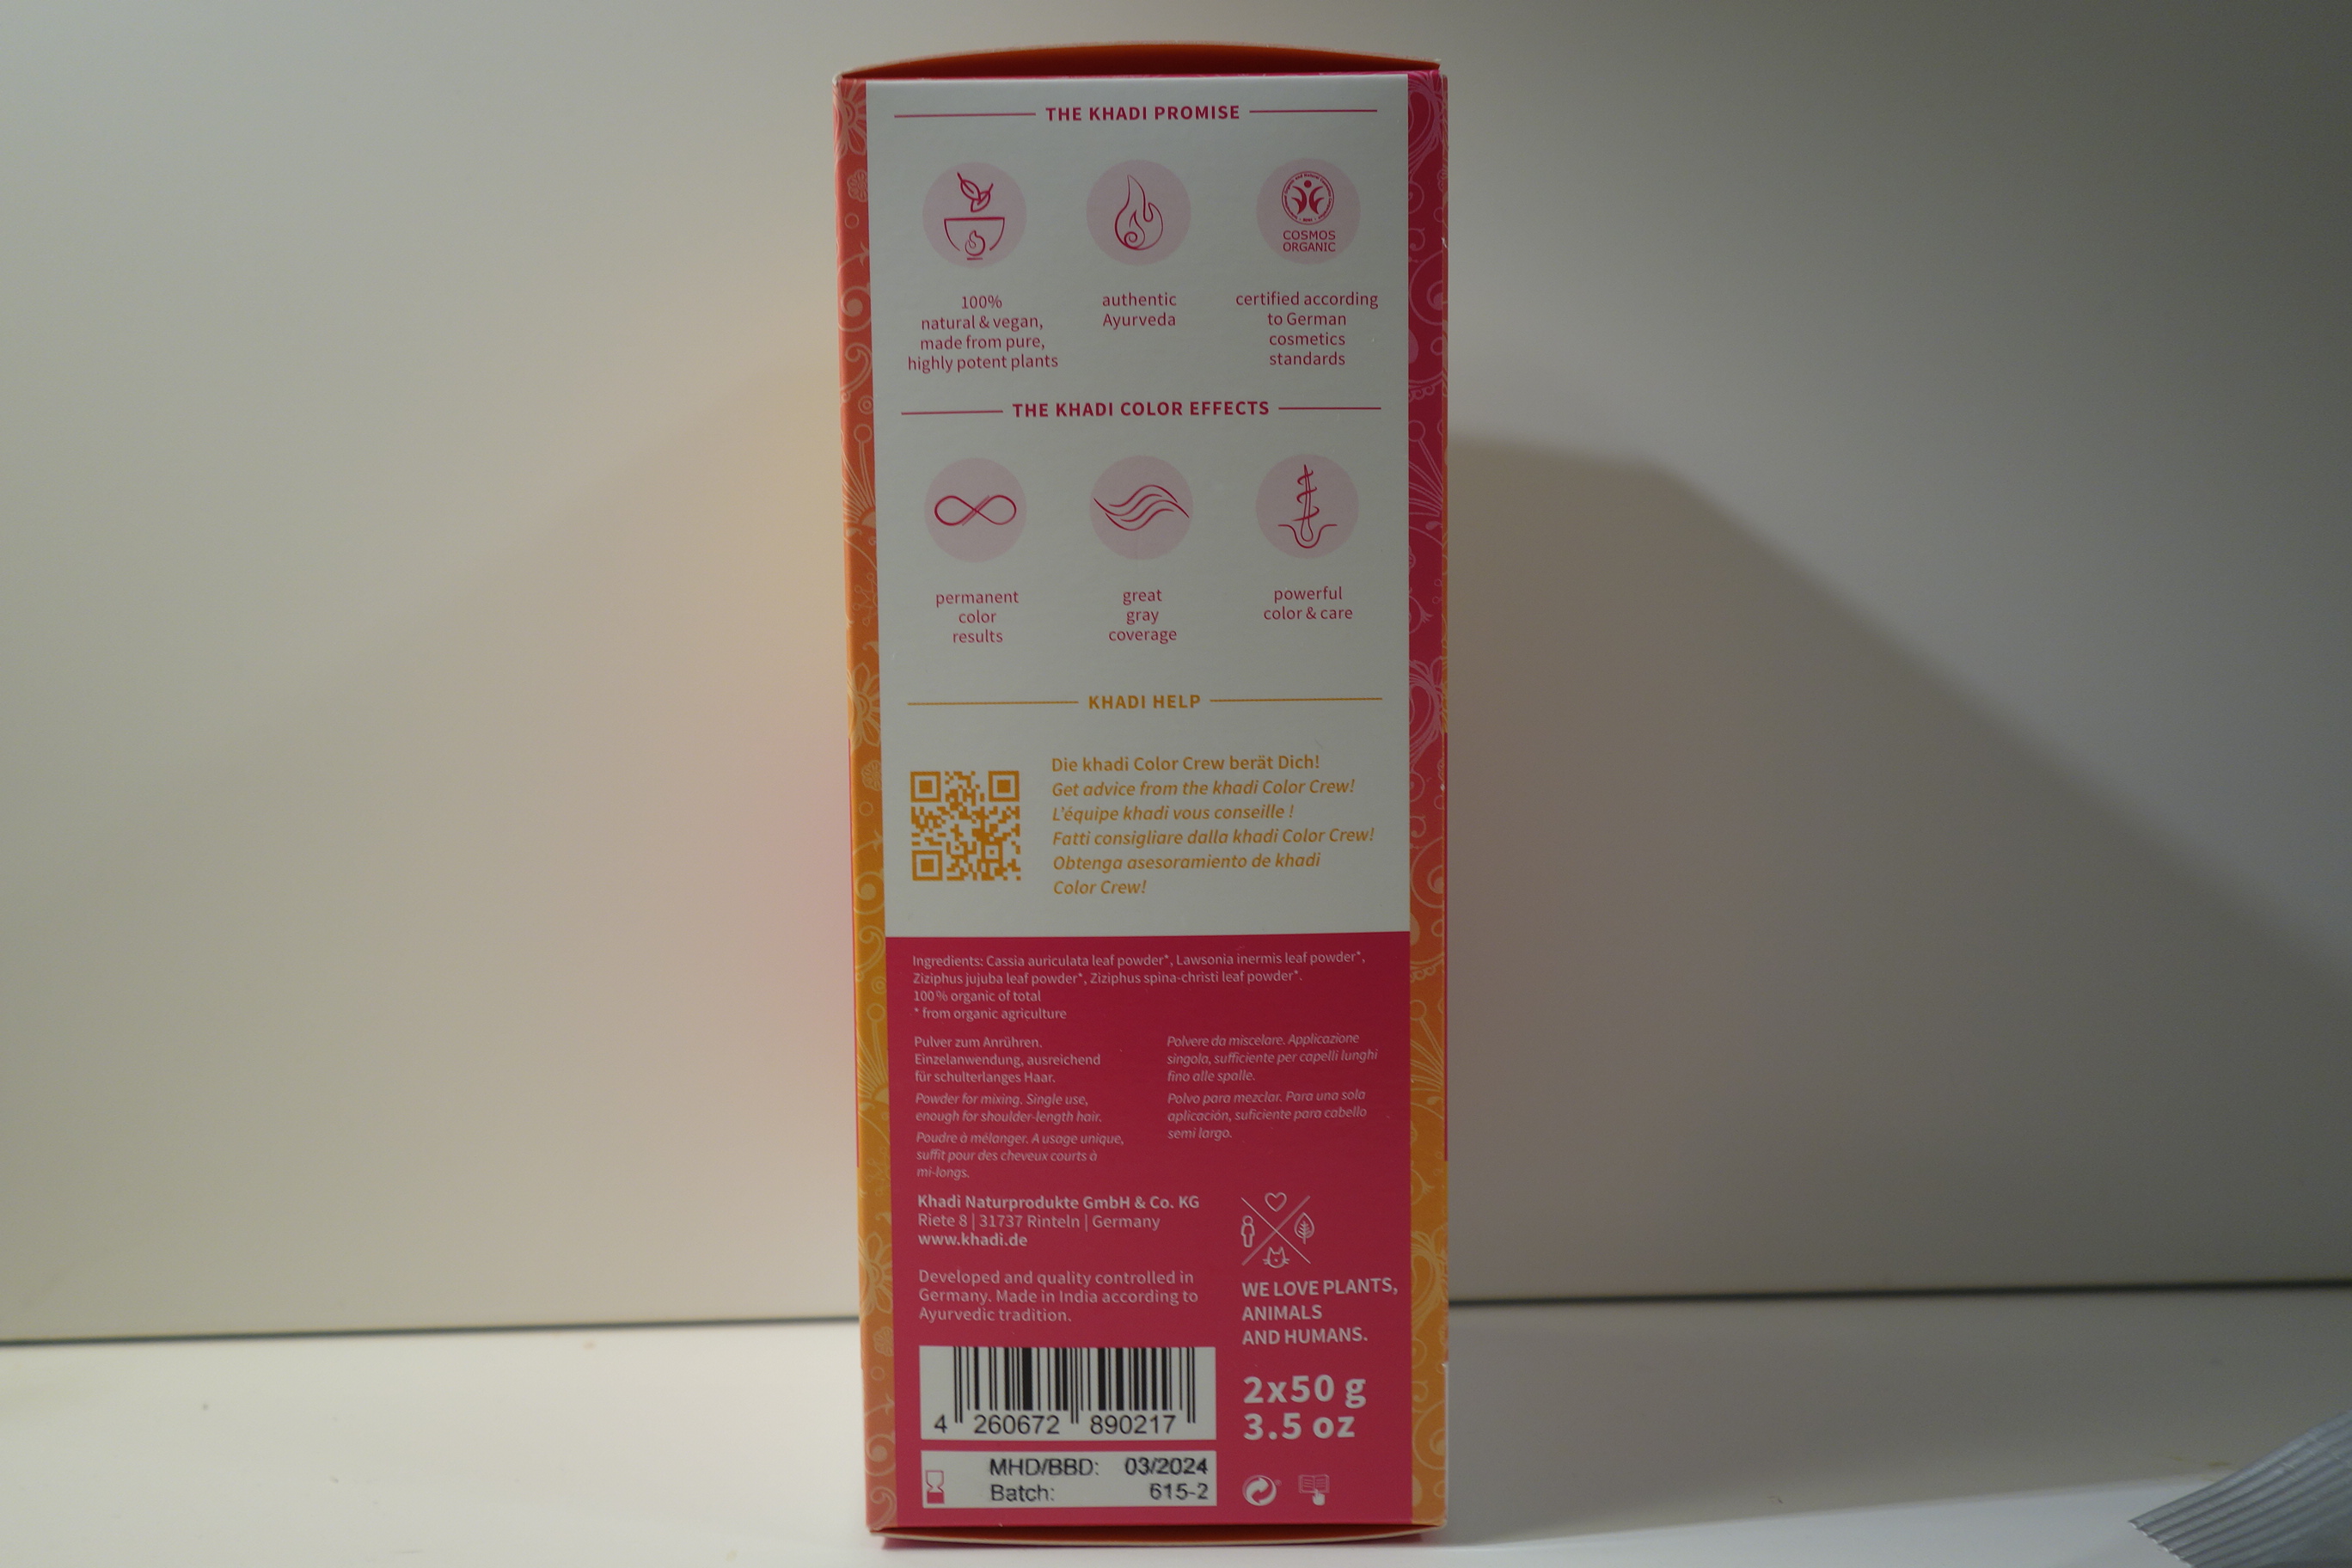 THE KHADI PROMISE
COSMOS
ORGANIC
100%
natural & vegan,
made from pure,
highly potent plants
authentic
Ayurveda
certified according
to German
cosmetics
standards
THE KHADI COLOR EFFECTS
permanent
color
results
great
gray
coverage
powerful
color & care
KHADI HELP
Die khadi Color Crew berät Dich!
Get advice from the khadi Color Crew!
L'équipe khadi vous conseille !
Fatti consigliare dalla khadi Color Crew!
Obtenga asesoramiento de khadi
Color Crew!
Ingredients: Cassia auriculata leaf powder*, Lawsonia inermis leaf powder*,
Ziziphus jujuba leaf powder*, Ziziphus spina-christi leaf powder*.
100% organic of total
* from organic agriculture
Pulver zum Anrühren.
Einzelanwendung, ausreichend
für schulterlanges Haar.
Powder for mixing. Single use,
enough for shoulder-length hair.
Poudre à mélanger. A usage unique,
suffit pour des cheveux courts à
mi-longs.
Polvere da miscelare. Applicazione
singola, sufficiente per capelli lunghi
fino alle spalle.
Polvo para mezclar. Para una sola
aplicación, suficiente para cabello
semi largo.
Khadi Naturprodukte GmbH & Co. KG
Riete 8 | 31737 Rinteln | Germany
www.khadi.de
Developed and quality controlled in
Germany. Made in India according to
Ayurvedic tradition.
WE LOVE PLANTS,
ANIMALS
AND HUMANS.
4 260672 890217
2x50 g
3.5 oz
MHD/BBD: 03/2024
Batch: 615-2